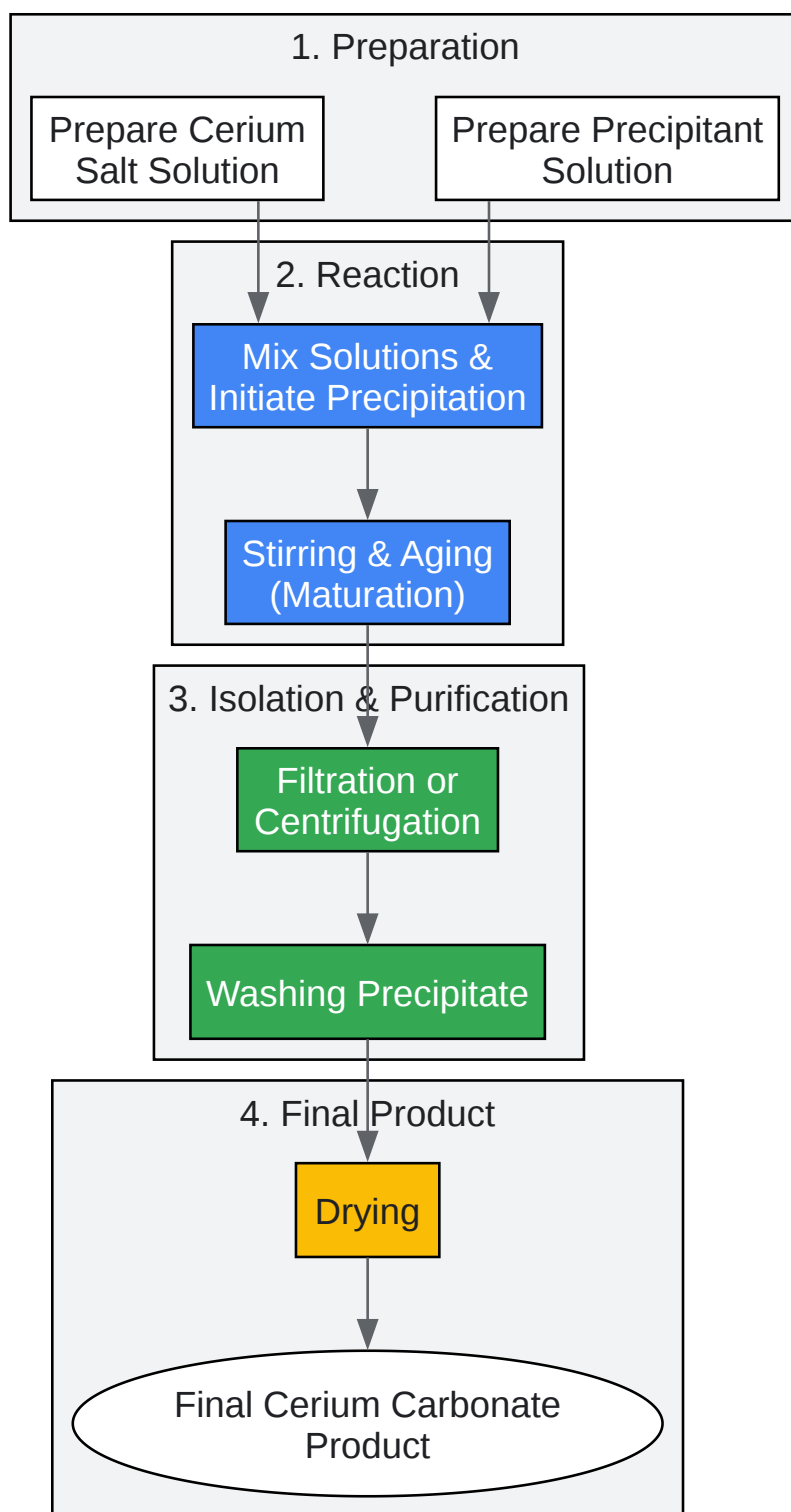 1. Preparation
Prepare Cerium
Salt Solution
Prepare Precipitant
Solution
2. Reaction
Mix Solutions &
Initiate Precipitation
Stirring & Aging
(Maturation)
3. Isolation & Purification
Filtration or
Centrifugation
Washing Precipitate
4. Final Product
Drying
Final Cerium Carbonate
Product